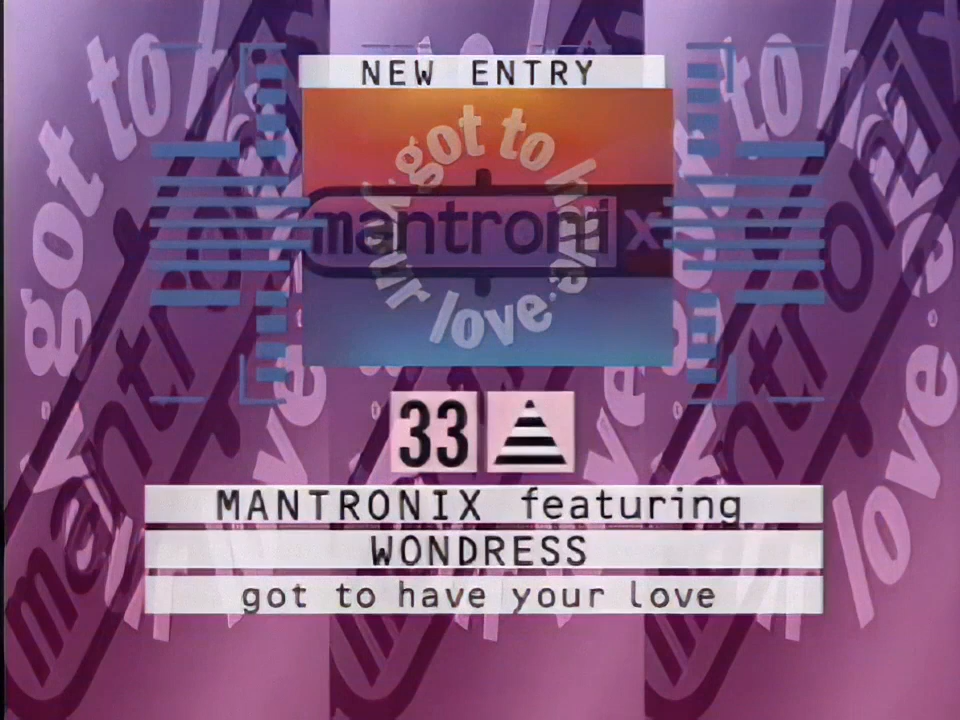 NEW ENTRY
got to have your love.
mantronix
33
MANTRONIX featuring
WONDRESS
got to have your love